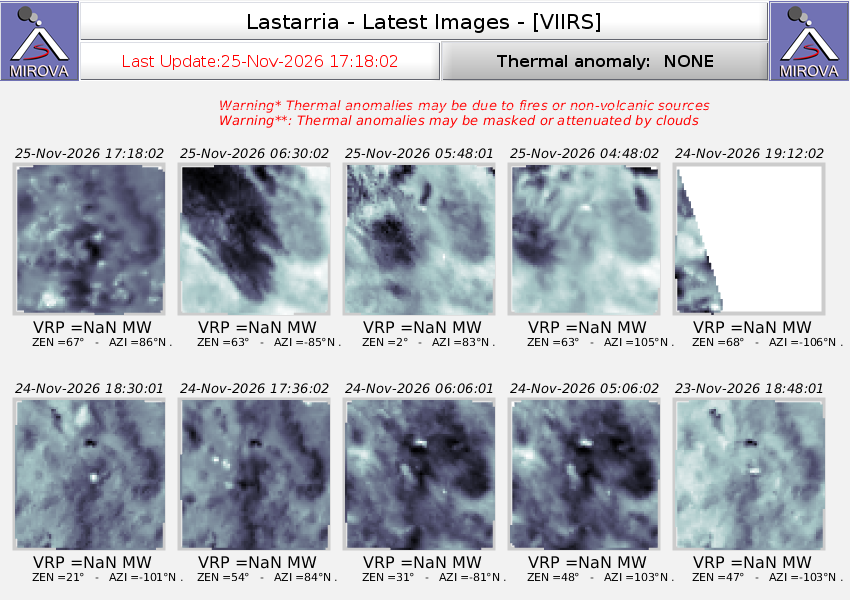 Lastarria - Latest Images - [VIIRS]
MIROVA
Last Update:25-Nov-2026 17:18:02
Thermal anomaly: NONE
MIROVA
Warning* Thermal anomalies may be due to fires or non-volcanic sources
Warning**: Thermal anomalies may be masked or attenuated by clouds
25-Nov-2026 17:18:02
25-Nov-2026 06:30:02
25-Nov-2026 05:48:01
25-Nov-2026 04:48:02
24-Nov-2026 19:12:02
VRP =NaN MW
VRP =NaN MW
VRP =NaN MW
VRP =NaN MW
VRP =NaN MW
ZEN =67° - AZI =86°N .
ZEN =63° - AZI =-85°N .
ZEN =2° - AZI =83°N .
ZEN =63° - AZI =105°N .
ZEN =68° - AZI =-106°N .
24-Nov-2026 18:30:01
24-Nov-2026 17:36:02
24-Nov-2026 06:06:01
24-Nov-2026 05:06:02
23-Nov-2026 18:48:01
VRP =NaN MW
VRP =NaN MW
VRP =NaN MW
VRP =NaN MW
VRP =NaN MW
ZEN =21° - AZI =-101°N .
ZEN =54° - AZI =84°N .
ZEN =31° - AZI =-81°N .
ZEN =48° - AZI =103°N .
ZEN =47° - AZI =-103°N .